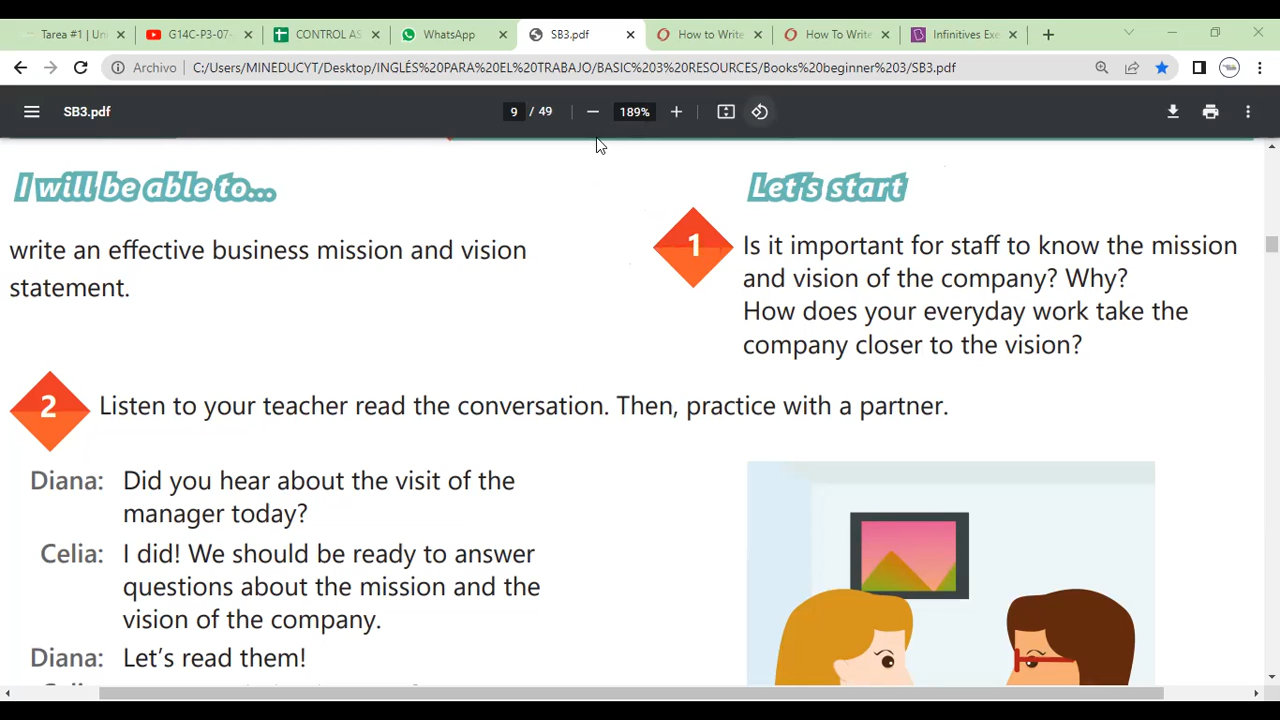 Tarea #1 | Un
G14C-P3-07-
CONTROL AS
WhatsApp
SB3.pdf
How to Write
How To Write
Infinitives Exe
Archivo
C:/Users/MINEDUCYT/Desktop/INGLÉS%20PARA%20EL%20TRABAJO/BASIC%203%20RESOURCES/Books%20beginner%203/SB3.pdf
SB3.pdf
9 / 49
189%
I will be able to...
write an effective business mission and vision
statement.
Let's start
1
Is it important for staff to know the mission
and vision of the company? Why?
How does your everyday work take the
company closer to the vision?
2
Listen to your teacher read the conversation. Then, practice with a partner.
Diana: Did you hear about the visit of the
manager today?
Celia: I did! We should be ready to answer
questions about the mission and the
vision of the company.
Diana: Let's read them!